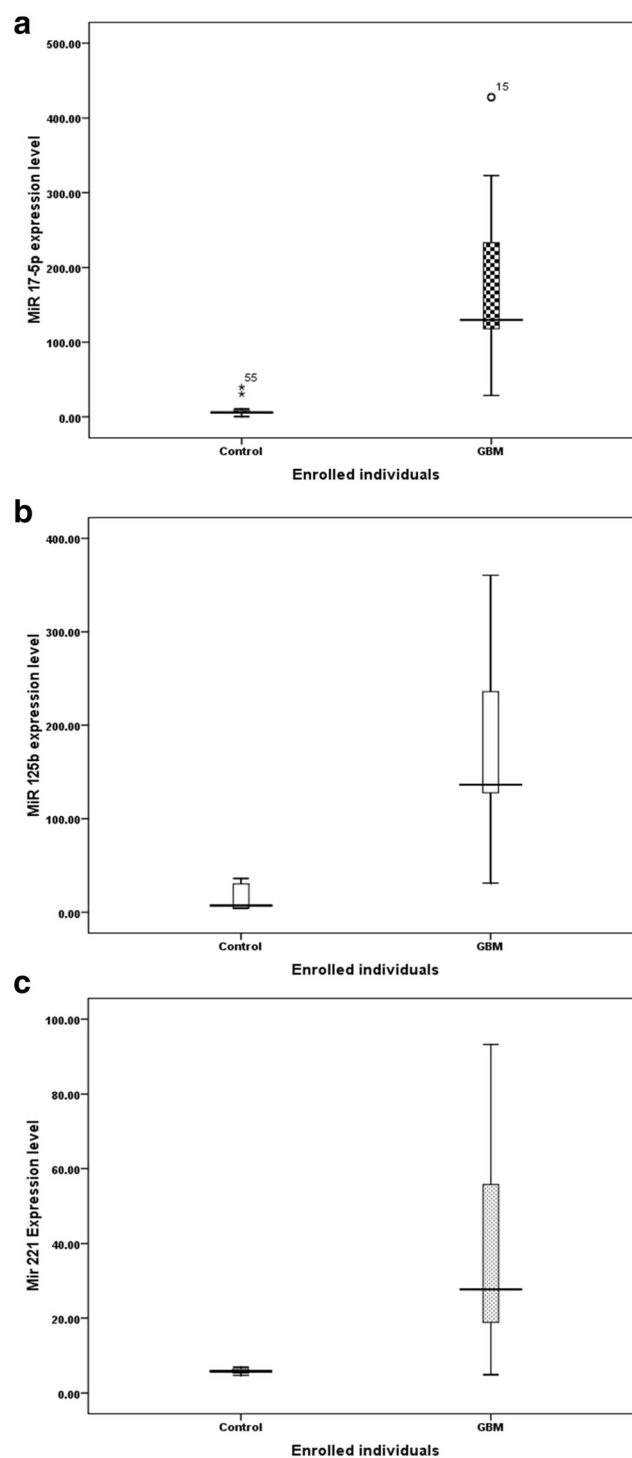 a
500.00
400.00
300.00
200.00
100.00
0.00
MiR 17-5p expression level
15
55
Control
GBM
Enrolled individuals
b
400.00
300.00
200.00
100.00
0.00
MiR 125b expression level
Control
GBM
Enrolled individuals
c
100.00
80.00
60.00
40.00
20.00
0.00
Mir 221 Expression level
Control
GBM
Enrolled individuals